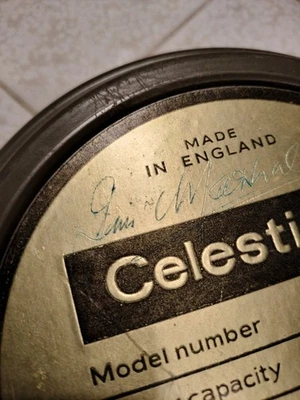 MADE
IN ENGLAND
Celesti
Model number
capacity